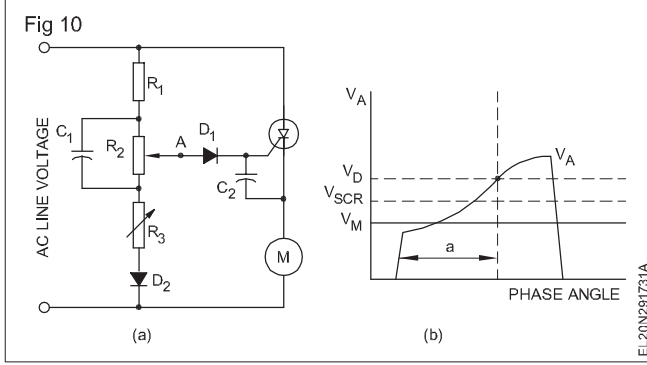 Fig 10
AC LINE VOLTAGE
R1
C1
R2
A
D1
C2
R3
D2
M
(a)
VA
VD
VSCR
VM
VA
a
PHASE ANGLE
(b)
EL20N291731A